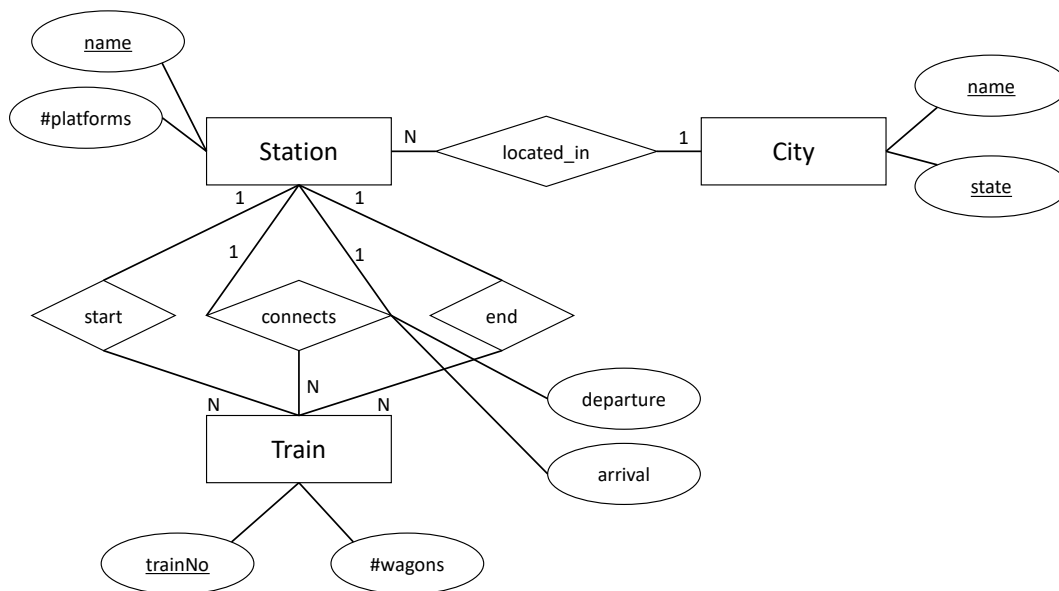 name
#platforms
Station
N
located_in
1
City
name
state
1
1
1
1
start
connects
end
departure
arrival
N
N
N
Train
trainNo
#wagons